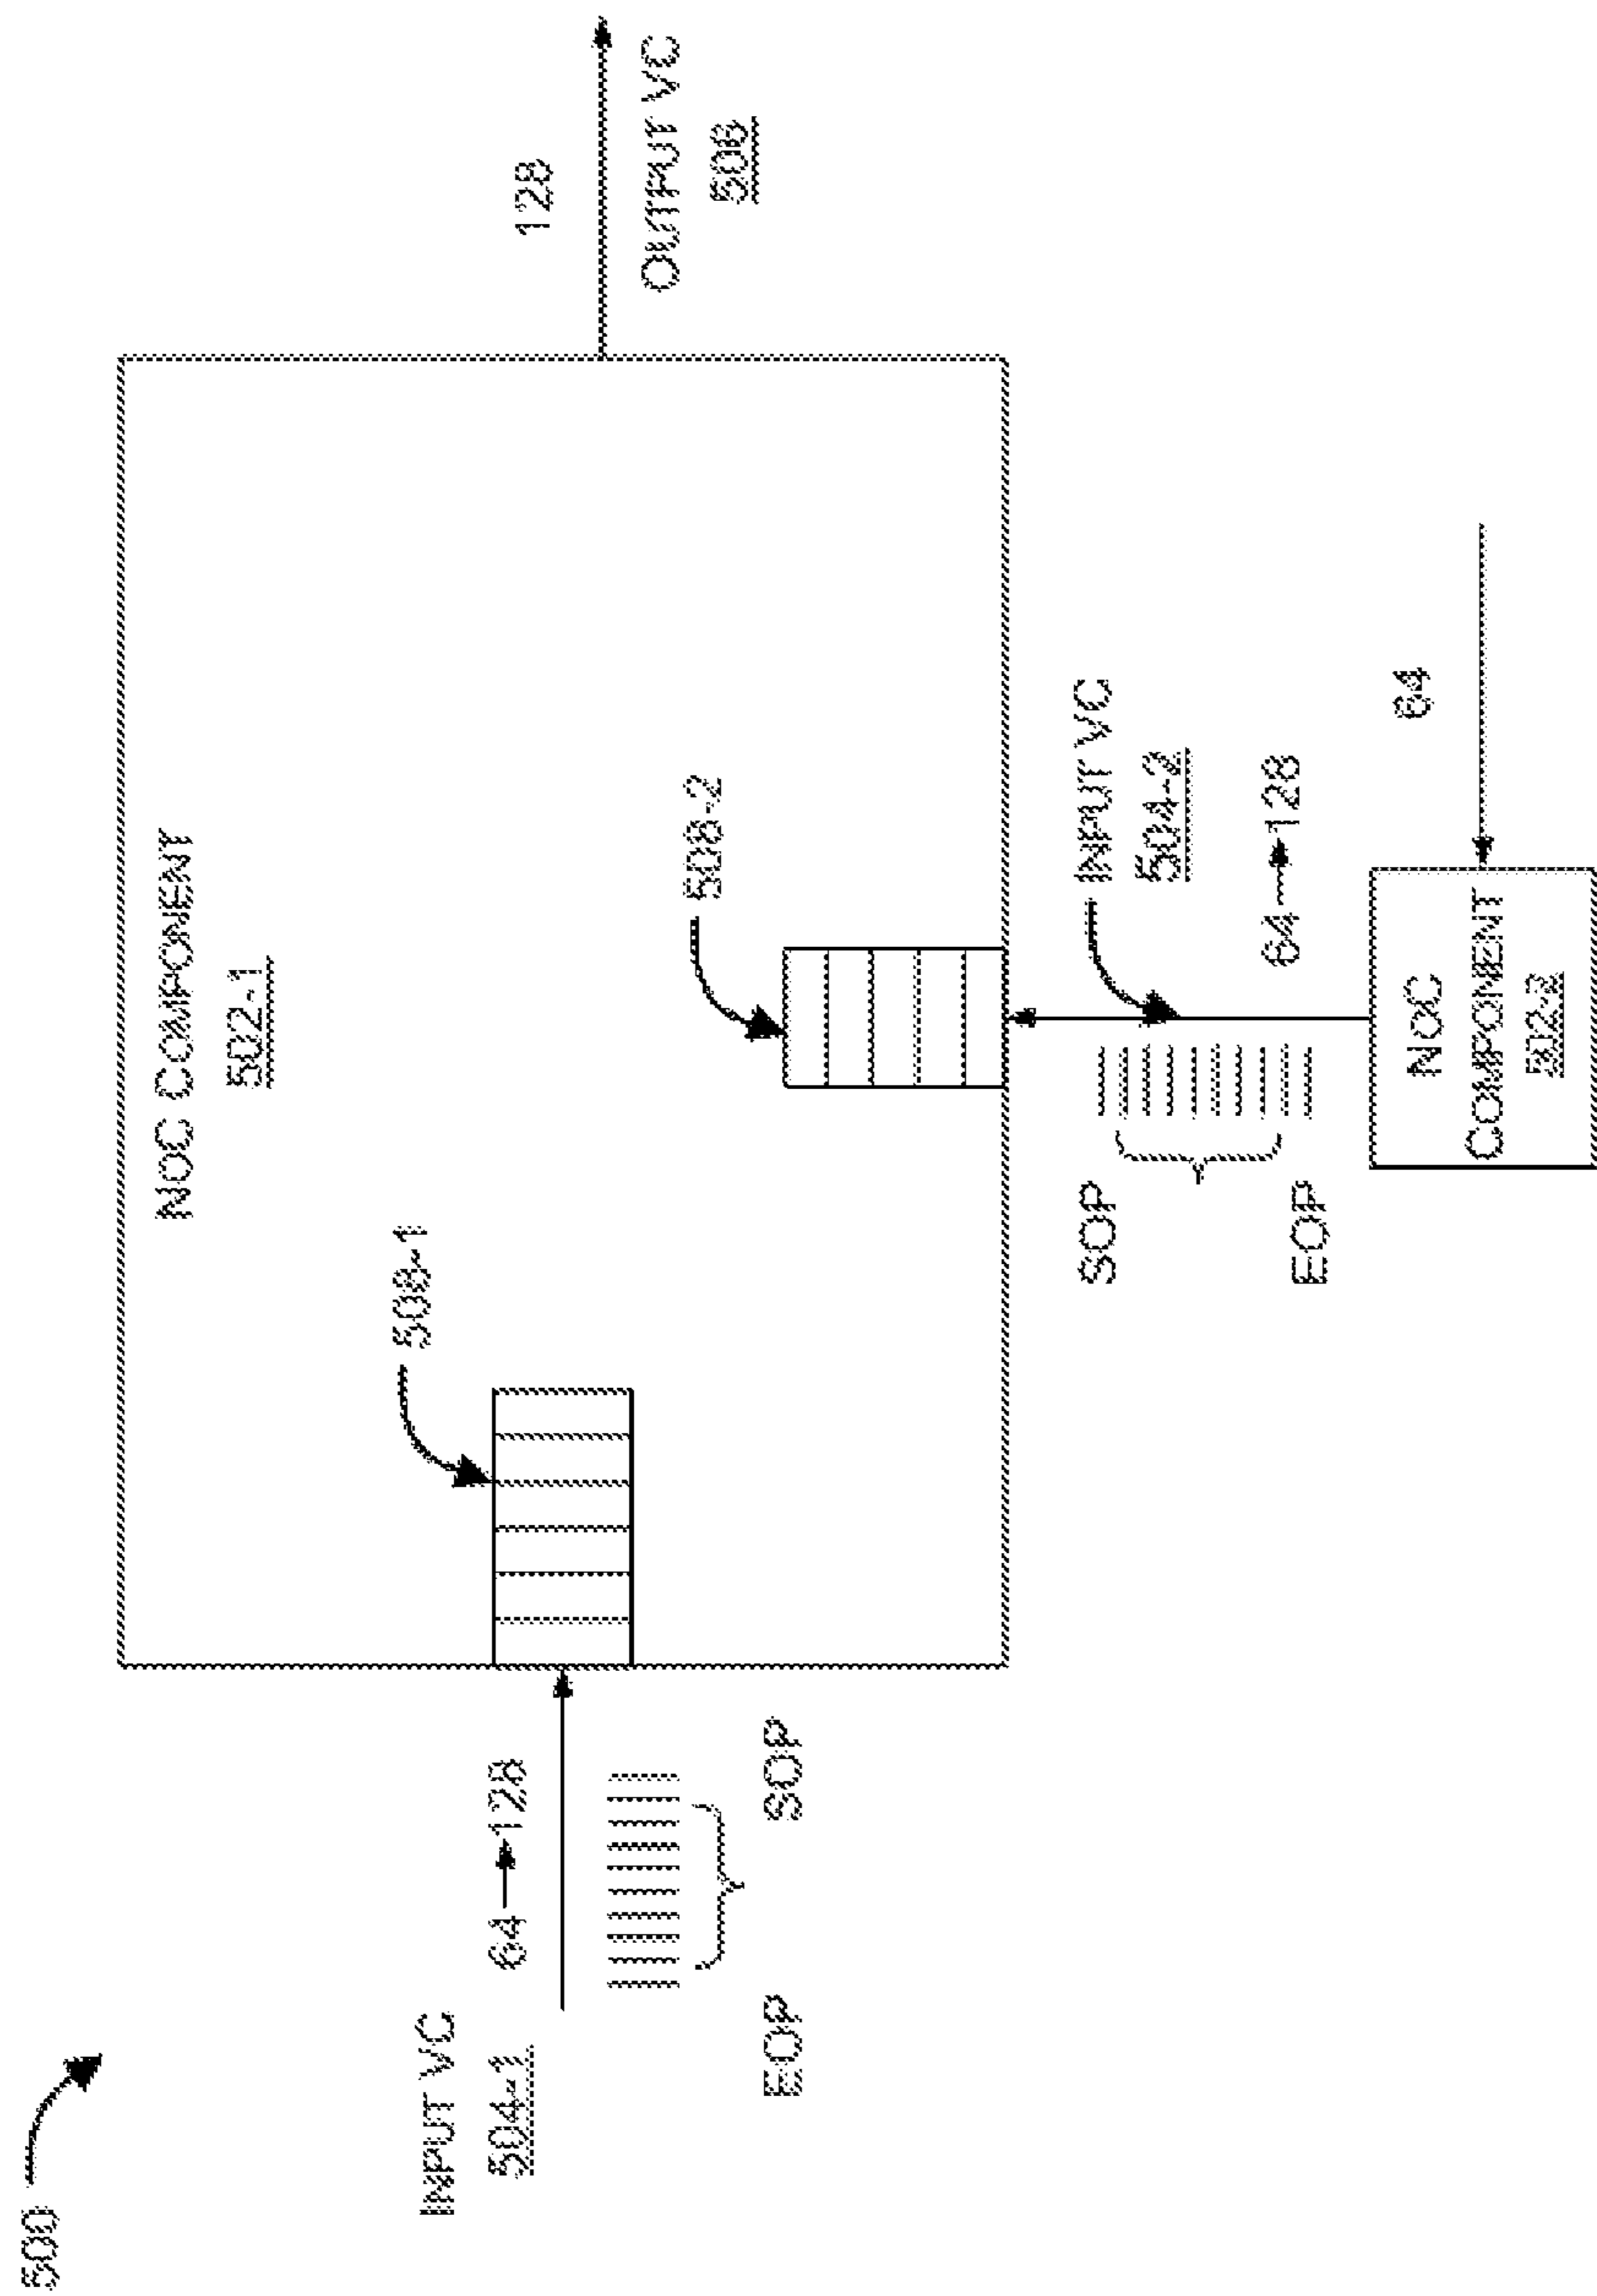 500
NOC COMPONENT
502-1
128
OUTPUT VC
506
508-1
508-2
INPUT VC
504-1
64 → 128
EOP
SOP
INPUT VC
504-2
64 → 128
SOP
EOP
64
NOC
COMPONENT
502-2